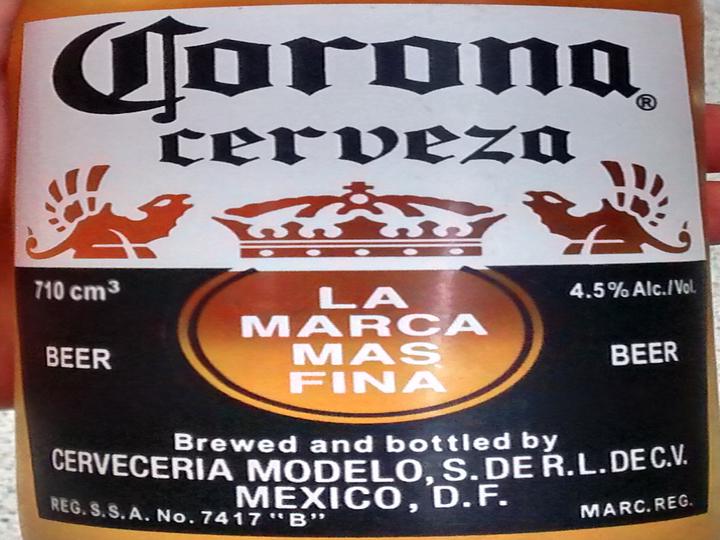 Corona®
cerveza
710 cm³
4.5% Alc./Vol.
LA
MARCA
MAS
FINA
BEER
BEER
Brewed and bottled by
CERVECERIA MODELO, S. DE R.L. DE C.V.
MEXICO, D.F.
REG. S.S.A. No. 7417 "B"
MARC. REG.